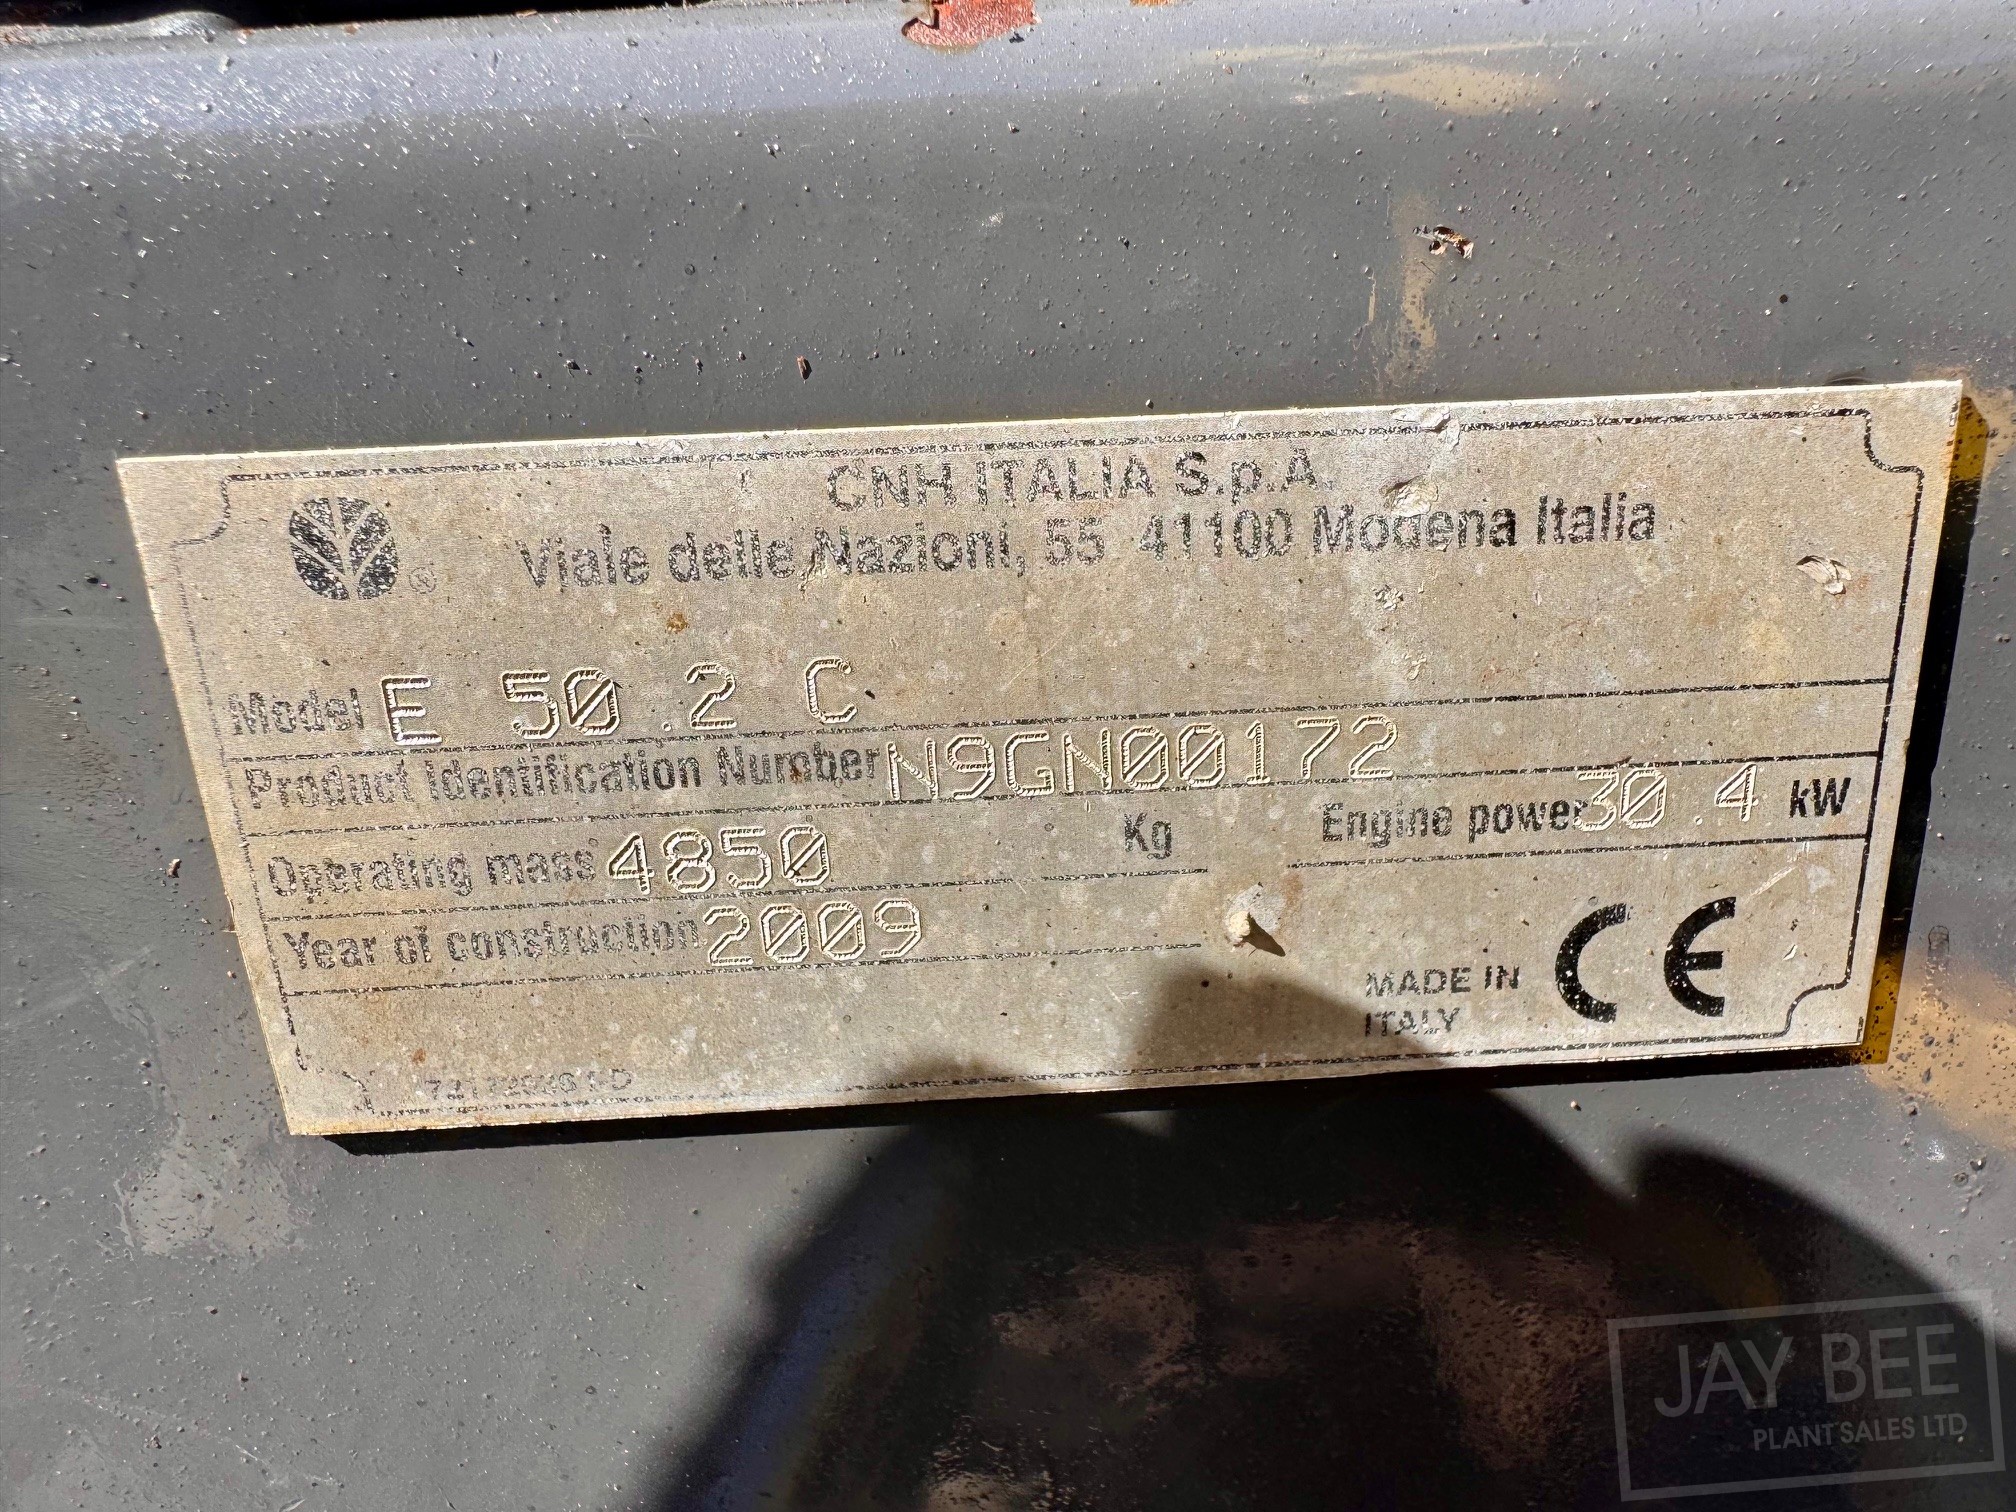 CNH ITALIA S.p.A.
Viale delle Nazioni, 55 41100 Modena Italia
Model E 50.2 C
Product Identification Number N9GN00172
Operating mass 4850 Kg
Engine power 30.4 kW
Year of construction 2009
MADE IN
ITALY
CE
JAY BEE
PLANT SALES LTD